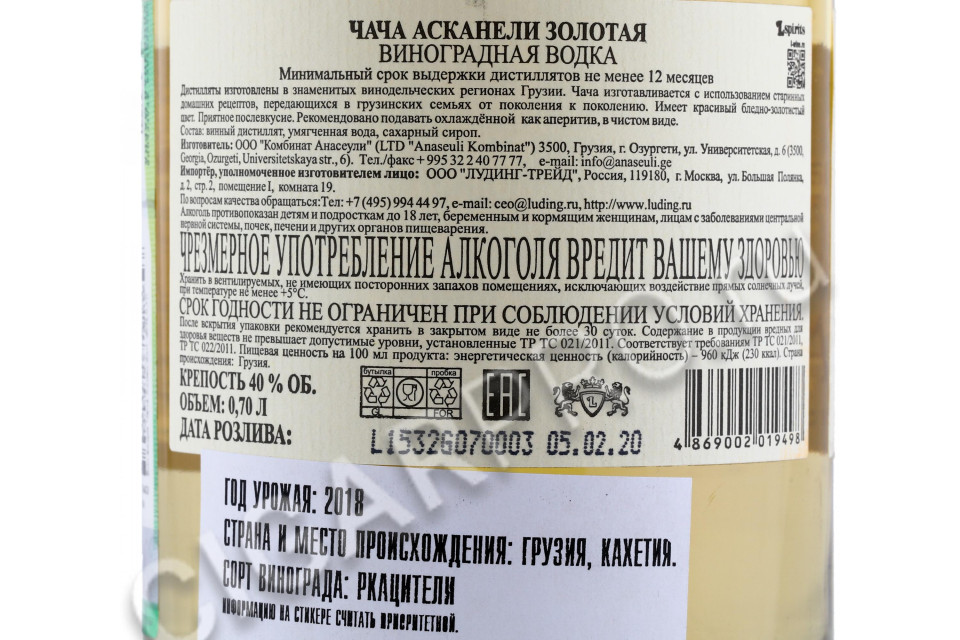 ЧАЧА АСКАНЕЛИ ЗОЛОТАЯ
ВИНОГРАДНАЯ ВОДКА
Lspirits
Минимальный срок выдержки дистиллятов не менее 12 месяцев
Дистилляты изготовлены в знаменитых винодельческих регионах Грузии. Чача изготавливается с использованием старинных
домашних рецептов, передающихся в грузинских семьях от поколения к поколению. Имеет красивый бледно-золотистый
цвет. Приятное послевкусие. Рекомендовано подавать охлаждённой как аперитив, в чистом виде.
Состав: винный дистиллят, умягченная вода, сахарный сироп.
Изготовитель: ООО "Комбинат Анасеули" (LTD "Anaseuli Kombinat") 3500, Грузия, г. Озургети, ул. Университетская, д. 6 (3500,
Georgia, Ozurgeti, Universitetskaya str., 6). Тел./факс + 995 32 2 40 77 77, e-mail: info@anaseuli.ge
Импортёр, уполномоченное изготовителем лицо: ООО "ЛУДИНГ-ТРЕЙД", Россия, 119180, г. Москва, ул. Большая Полянка,
д. 2, стр. 2, помещение I, комната 19.
По вопросам качества обращаться: Тел: +7 (495) 994 44 97, e-mail: ceo@luding.ru, http://www.luding.ru
Алкоголь противопоказан детям и подросткам до 18 лет, беременным и кормящим женщинам, лицам с заболеваниями центральной
нервной системы, почек, печени и других органов пищеварения.
ЧРЕЗМЕРНОЕ УПОТРЕБЛЕНИЕ АЛКОГОЛЯ ВРЕДИТ ВАШЕМУ ЗДОРОВЬЮ
Хранить в вентилируемых, не имеющих посторонних запахов помещениях, исключающих воздействие прямых солнечных лучей,
при температуре не менее +5°C.
СРОК ГОДНОСТИ НЕ ОГРАНИЧЕН ПРИ СОБЛЮДЕНИИ УСЛОВИЙ ХРАНЕНИЯ.
После вскрытия упаковки рекомендуется хранить в закрытом виде не более 30 суток. Содержание в продукции вредных для
здоровья веществ не превышает допустимые уровни, установленные ТР ТС 021/2011. Соответствует требованиям ТР ТС 021/2011,
ТР ТС 022/2011. Пищевая ценность на 100 мл продукта: энергетическая ценность (калорийность) – 960 кДж (230 ккал). Страна
происхождения: Грузия.
КРЕПОСТЬ 40 % ОБ.
ОБЪЕМ: 0,70 Л
ДАТА РОЗЛИВА:
бутылка пробка
GL FOR
EAC
L15326070003 05.02.20
4 869002 019498
ГОД УРОЖАЯ: 2018
СТРАНА И МЕСТО ПРОИСХОЖДЕНИЯ: ГРУЗИЯ, КАХЕТИЯ.
СОРТ ВИНОГРАДА: РКАЦИТЕЛИ
ИНФОРМАЦИЮ НА СТИКЕРЕ СЧИТАТЬ ПРИОРИТЕТНОЙ.
CIGARPRO.ru